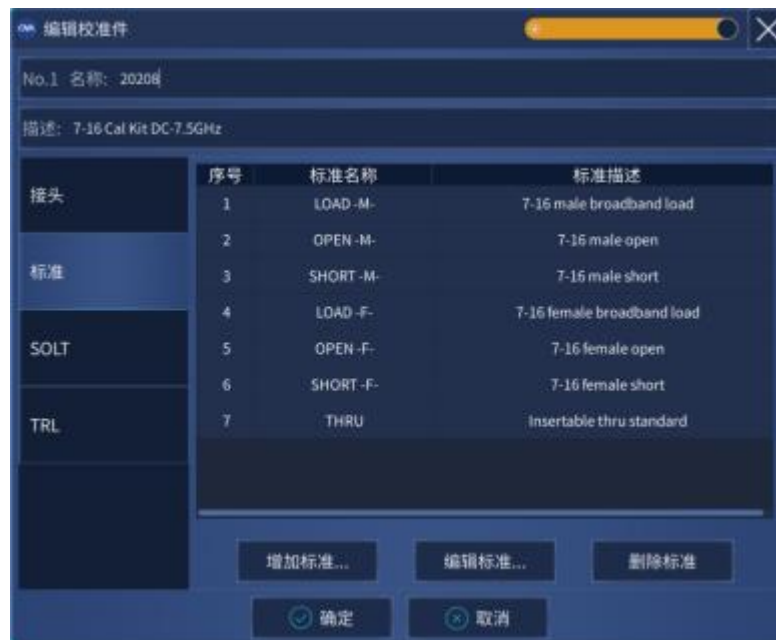 编辑校准件
No.1 名称: 20208
描述: 7-16 Cal Kit DC-7.5GHz
接头
标准
SOLT
TRL
序号 标准名称 标准描述
1 LOAD -M- 7-16 male broadband load
2 OPEN -M- 7-16 male open
3 SHORT -M- 7-16 male short
4 LOAD -F- 7-16 female broadband load
5 OPEN -F- 7-16 female open
6 SHORT -F- 7-16 female short
7 THRU Insertable thru standard
增加标准... 编辑标准... 删除标准
确定 取消